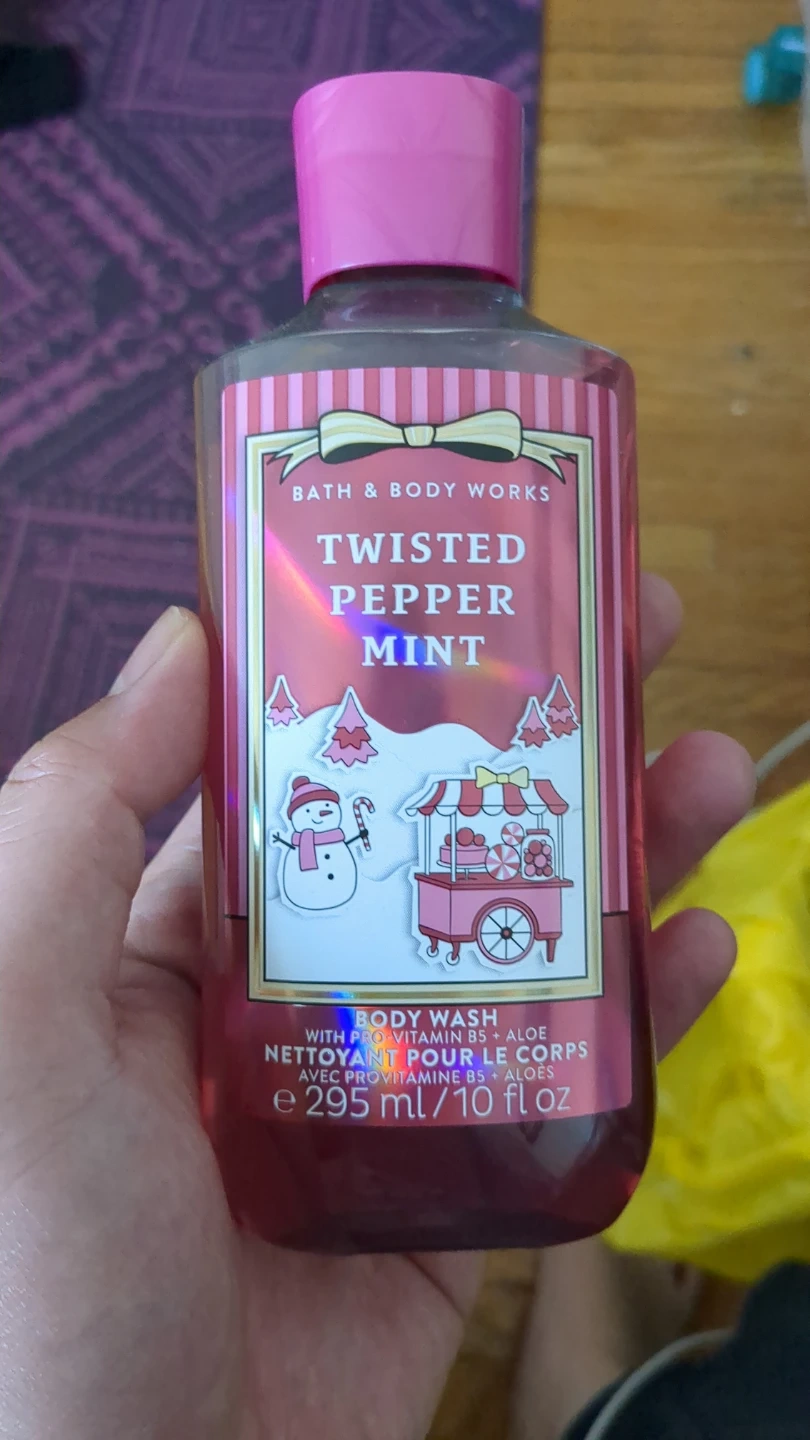 BATH & BODY WORKS
TWISTED
PEPPER
MINT
BODY WASH
WITH PRO-VITAMIN B5 + ALOE
NETTOYANT POUR LE CORPS
AVEC PROVITAMINE B5 + ALOÈS
℮ 295 ml/10 fl oz